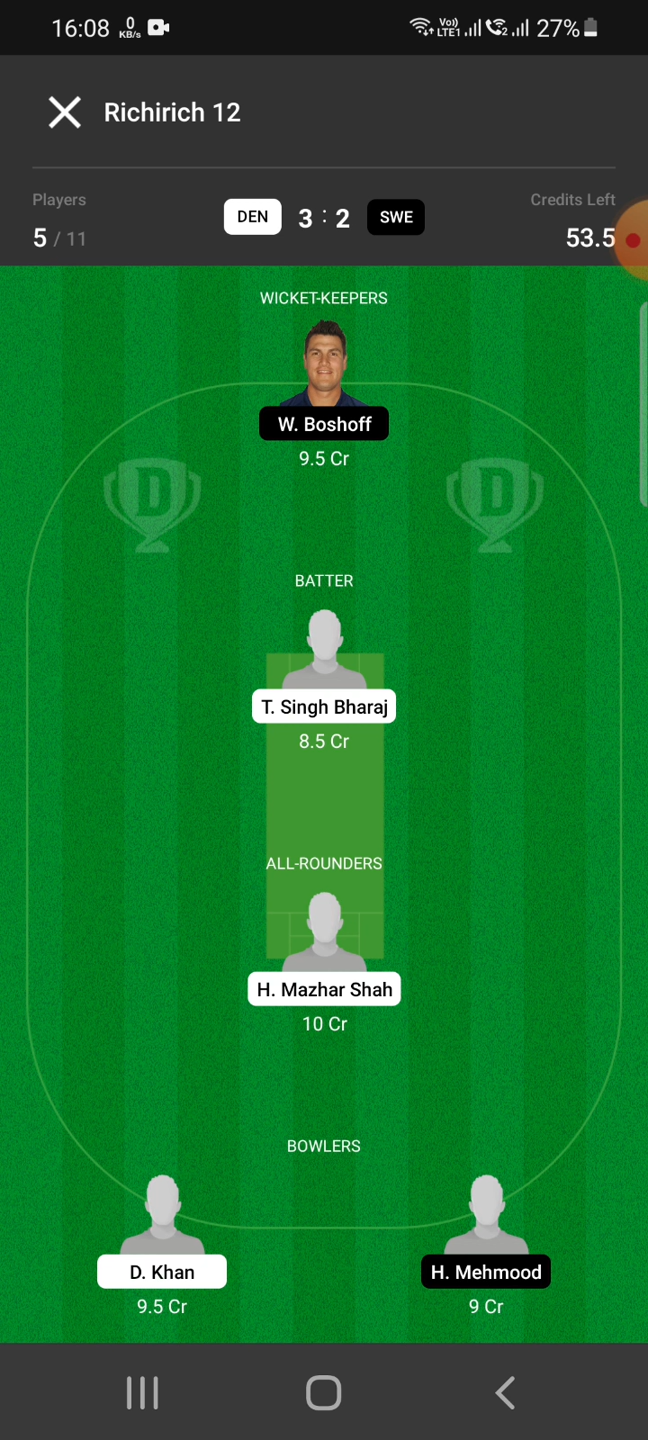 16:08 0 KB/s Vo) LTE1 2 27%
Richirich 12
Players
Credits Left
5 / 11
DEN 3 : 2 SWE
53.5
WICKET-KEEPERS
W. Boshoff
9.5 Cr
D D
BATTER
T. Singh Bharaj
8.5 Cr
ALL-ROUNDERS
H. Mazhar Shah
10 Cr
BOWLERS
D. Khan
H. Mehmood
9.5 Cr
9 Cr